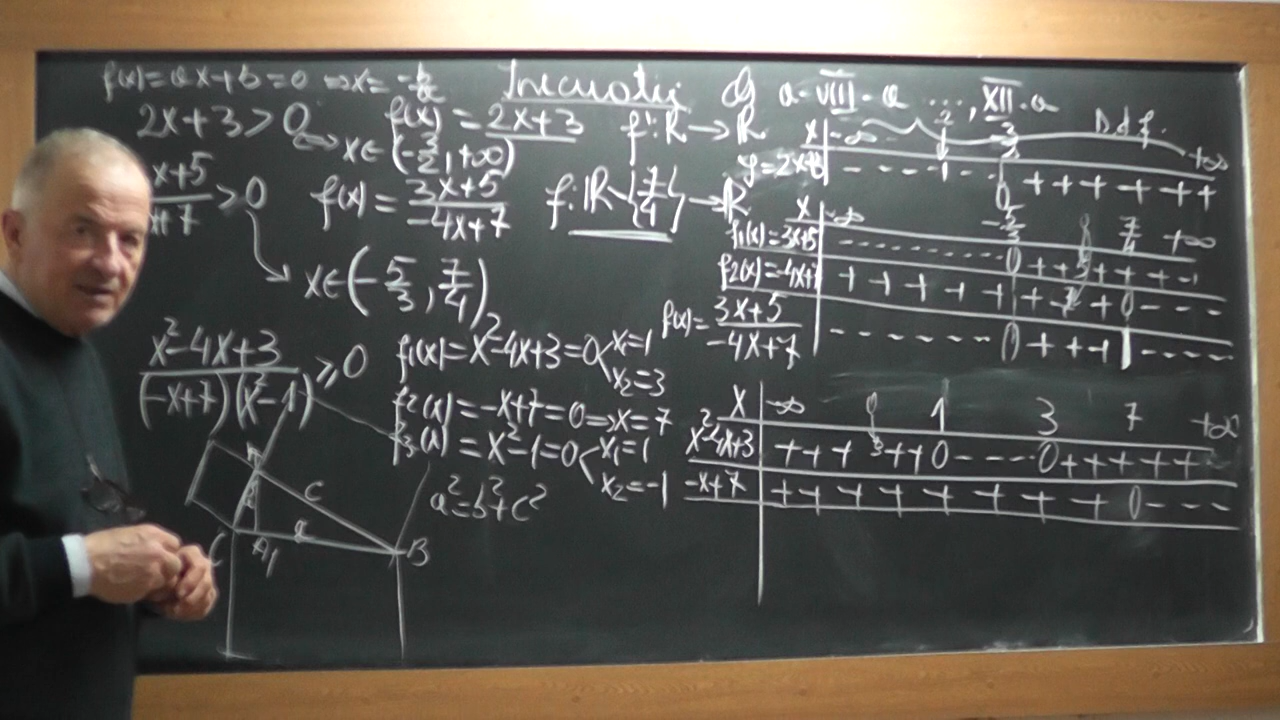 f(x)=ax+b=0 ⇒x= -b/a
Inecuații
a VIII-a ..., XII-a
2x+3>0 ⇔ x∈(-3/2, +∞)
f(x) = 2x+3 f:R→R
x+5 / x+7 >0
f(x) = 3x+5 / -4x+7
f:R-{7/4}→R
x∈(-5/3, 7/4)
x²-4x+3 / (-x+7)(x²-1) ≥0
f1(x)=x²-4x+3=0 x1=1 x2=3
f2(x)=-x+7=0⇒x=7
f3(x)=x²-1=0 x1=1 x2=-1
a²=b²+c²
A
c
a
C
A1
B
x -∞ -3/2 +∞
y=2x+3 - - - - - - 0 + + + + + +
x -∞ -5/3 7/4 +∞
f1(x)=3x+5 - - - - - - 0 + + + + + +
f2(x)=-4x+7 + + + + + + + 0 - - -
f(x)= 3x+5 / -4x+7 - - - - - - 0 + + + | - - - - -
x -∞ 1 3 7 +∞
x²-4x+3 + + + + + 0 - - - - 0 + + + + + +
-x+7 + + + + + + + + + 0 - - -